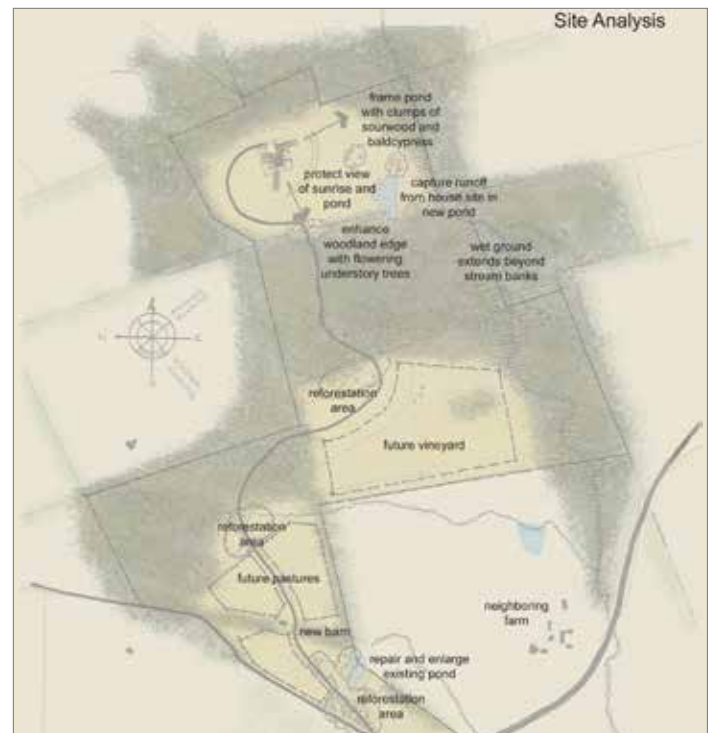 Site Analysis
frame pond
with clumps of
sourwood and
baldcypress
protect view
of sunrise and
pond
capture runoff
from house site in
new pond
enhance
woodland edge
with flowering
understory trees
wet ground
extends beyond
stream banks
reforestation
area
future vineyard
reforestation
area
future pastures
new barn
neighboring
farm
repair and enlarge
existing pond
reforestation
area